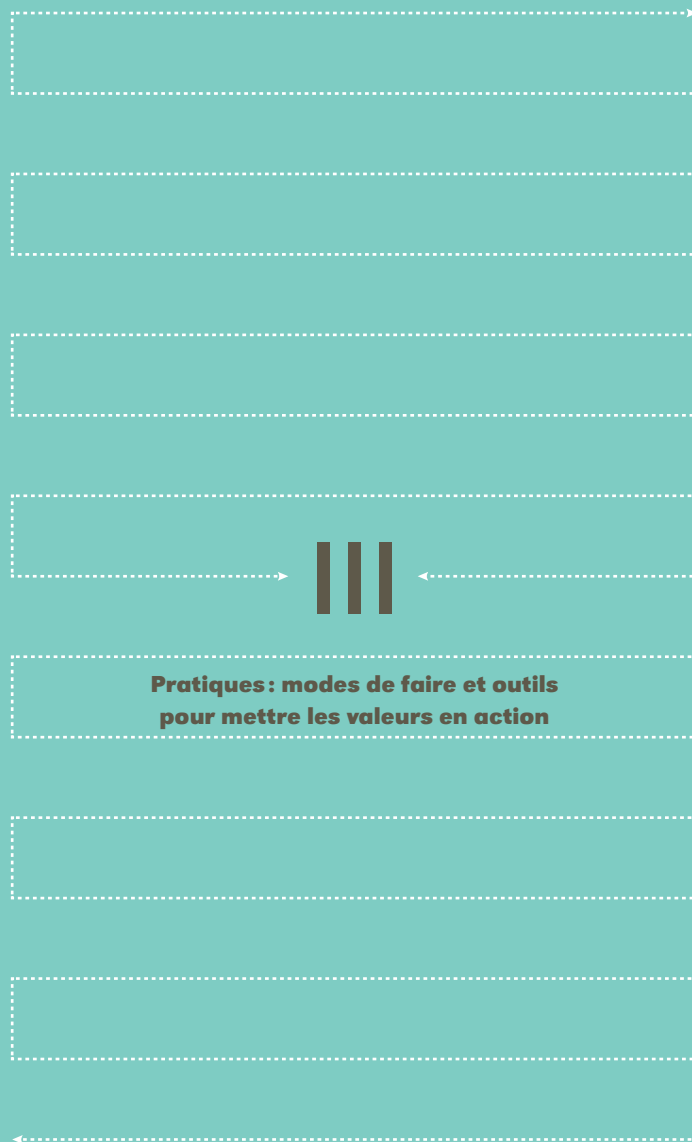 III
Pratiques : modes de faire et outils
pour mettre les valeurs en action